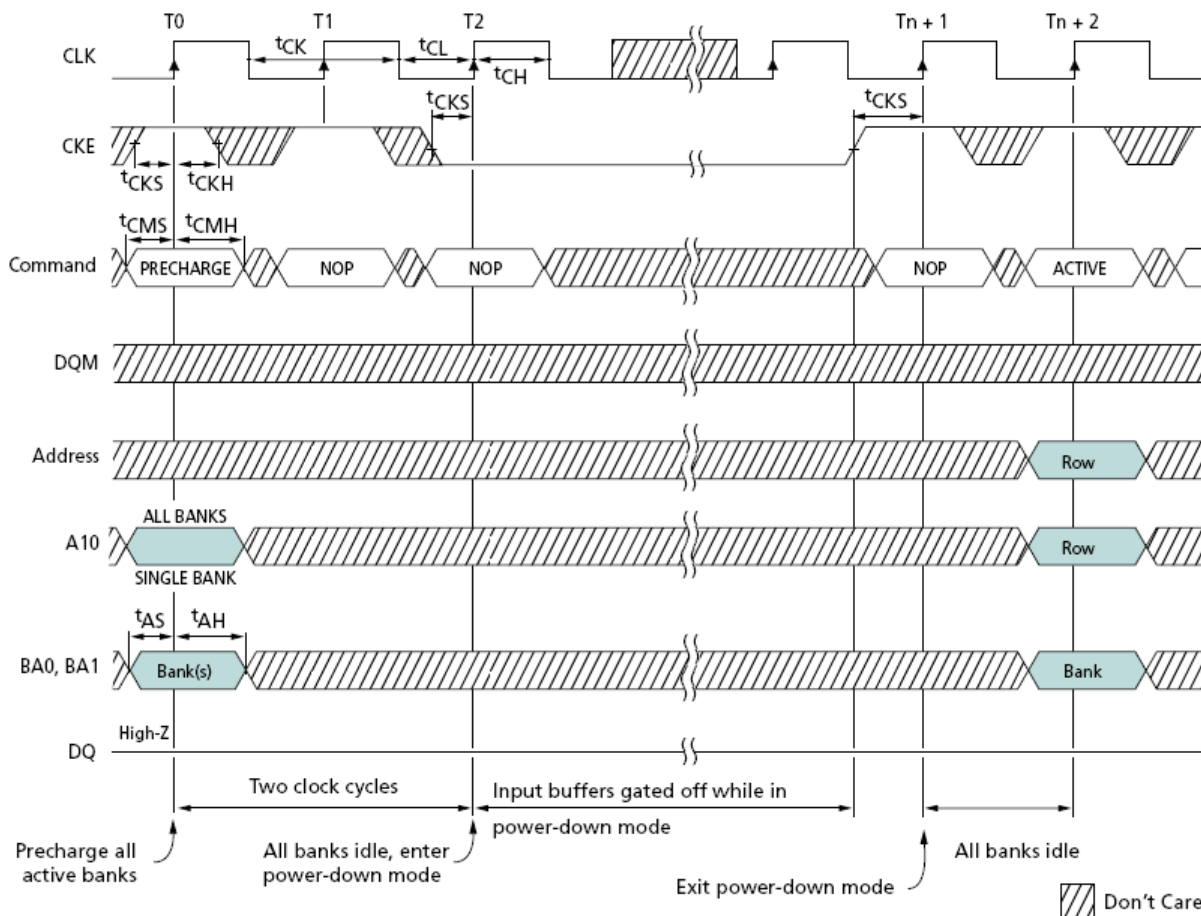 T0 T1 T2 Tn + 1 Tn + 2
CLK
tCK tCL
tCH
tCKS tCKS
CKE
tCKS tCKH
tCMS tCMH
Command PRECHARGE NOP NOP NOP ACTIVE
DQM
Address Row
ALL BANKS
A10 Row
SINGLE BANK
tAS tAH
BA0, BA1 Bank(s) Bank
High-Z
DQ
Two clock cycles
Input buffers gated off while in
power-down mode
Precharge all
active banks
All banks idle, enter
power-down mode
Exit power-down mode
All banks idle
Don't Care